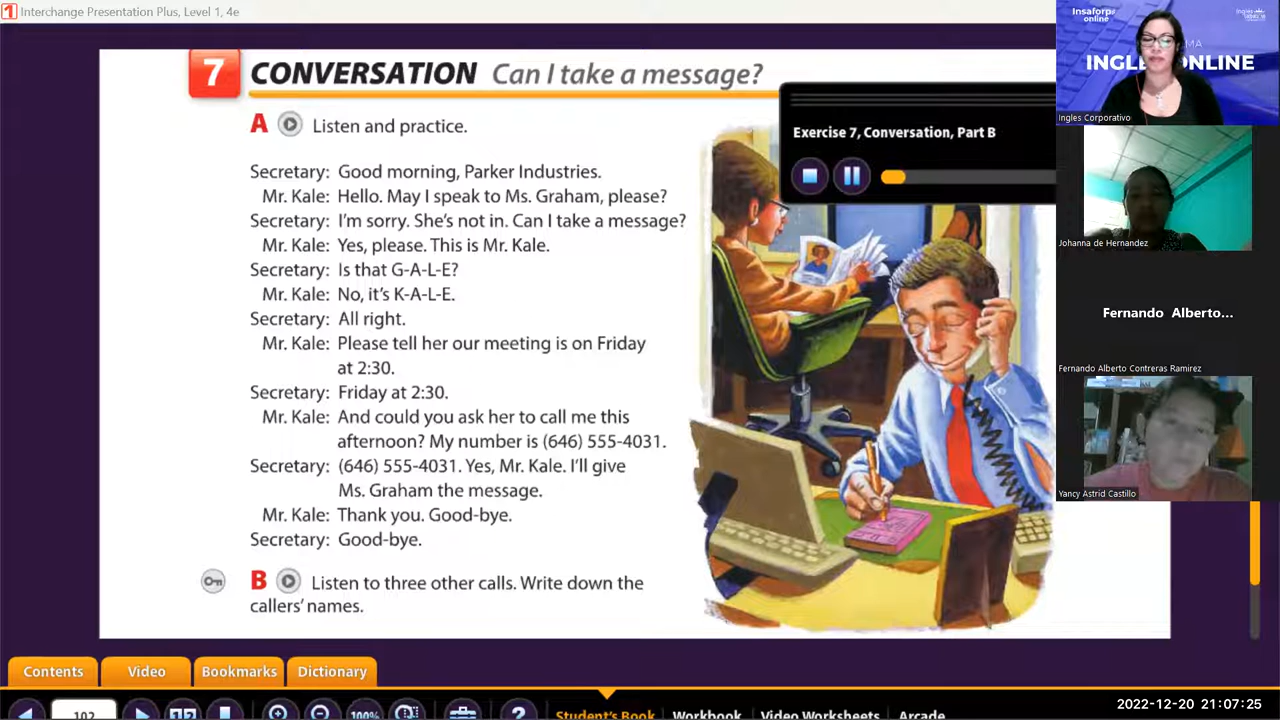 Interchange Presentation Plus, Level 1, 4e
7 CONVERSATION Can I take a message?
A Listen and practice.
Secretary: Good morning, Parker Industries.
Mr. Kale: Hello. May I speak to Ms. Graham, please?
Secretary: I'm sorry. She's not in. Can I take a message?
Mr. Kale: Yes, please. This is Mr. Kale.
Secretary: Is that G-A-L-E?
Mr. Kale: No, it's K-A-L-E.
Secretary: All right.
Mr. Kale: Please tell her our meeting is on Friday
at 2:30.
Secretary: Friday at 2:30.
Mr. Kale: And could you ask her to call me this
afternoon? My number is (646) 555-4031.
Secretary: (646) 555-4031. Yes, Mr. Kale. I'll give
Ms. Graham the message.
Mr. Kale: Thank you. Good-bye.
Secretary: Good-bye.
B Listen to three other calls. Write down the
callers' names.
Exercise 7, Conversation, Part B
Insaforp
online
INGLES ONLINE
Ingles Corporativo
Johanna de Hernandez
Fernando Alberto...
Fernando Alberto Contreras Ramirez
Yancy Astrid Castillo
Contents
Video
Bookmarks
Dictionary
102
100%
?
Student's Book
Workbook
Video Worksheets
Arcade
2022-12-20 21:07:25